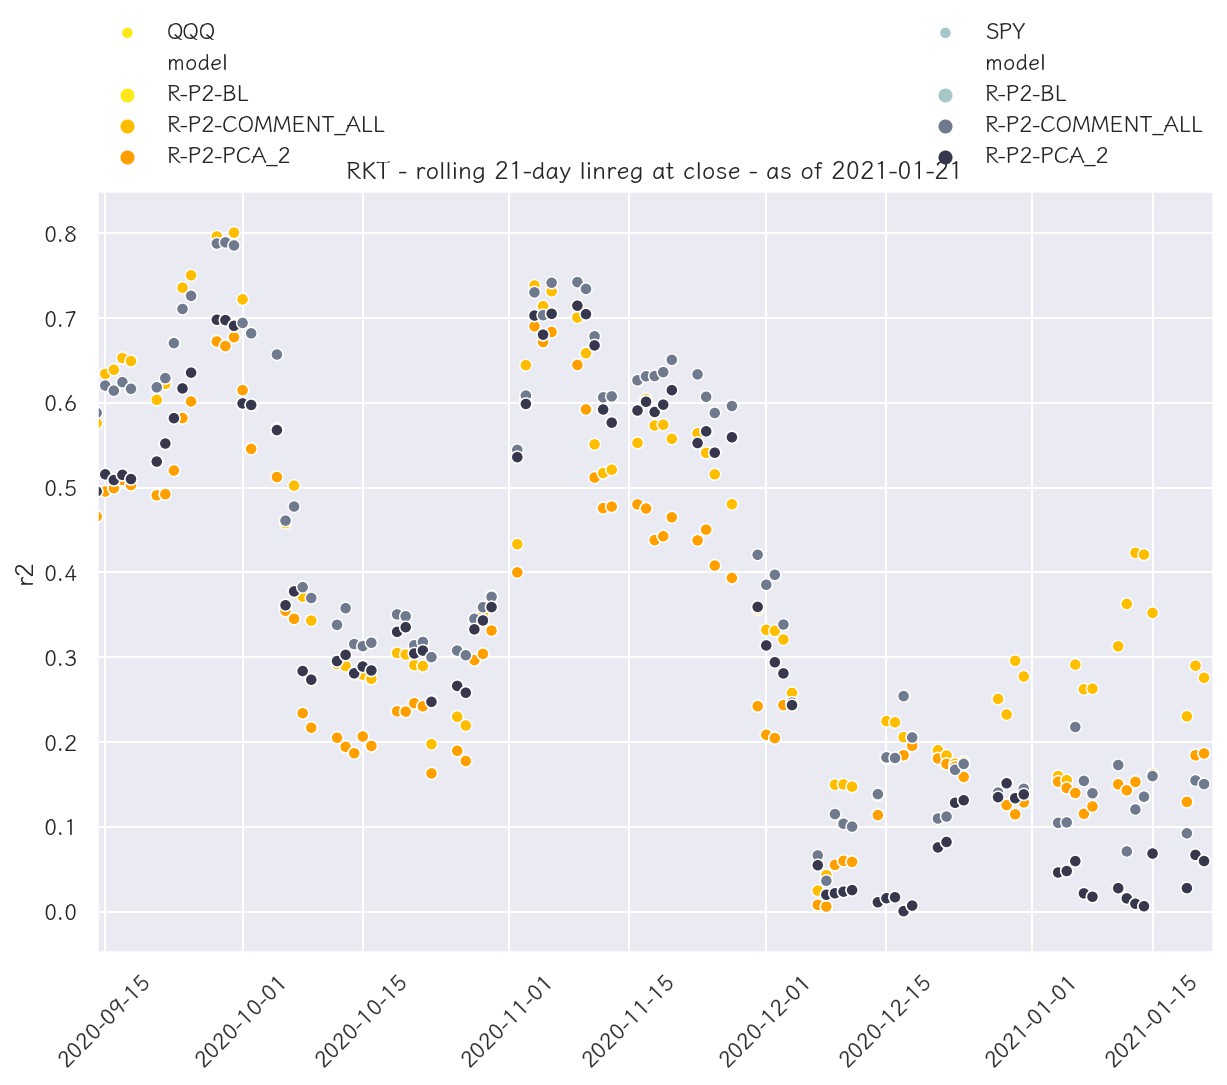 QQQ
model
R-P2-BL
R-P2-COMMENT_ALL
R-P2-PCA_2
SPY
model
R-P2-BL
R-P2-COMMENT_ALL
R-P2-PCA_2
RKT - rolling 21-day linreg at close - as of 2021-01-21
r2
0.8
0.7
0.6
0.5
0.4
0.3
0.2
0.1
0.0
2020-09-15
2020-10-01
2020-10-15
2020-11-01
2020-11-15
2020-12-01
2020-12-15
2021-01-01
2021-01-15